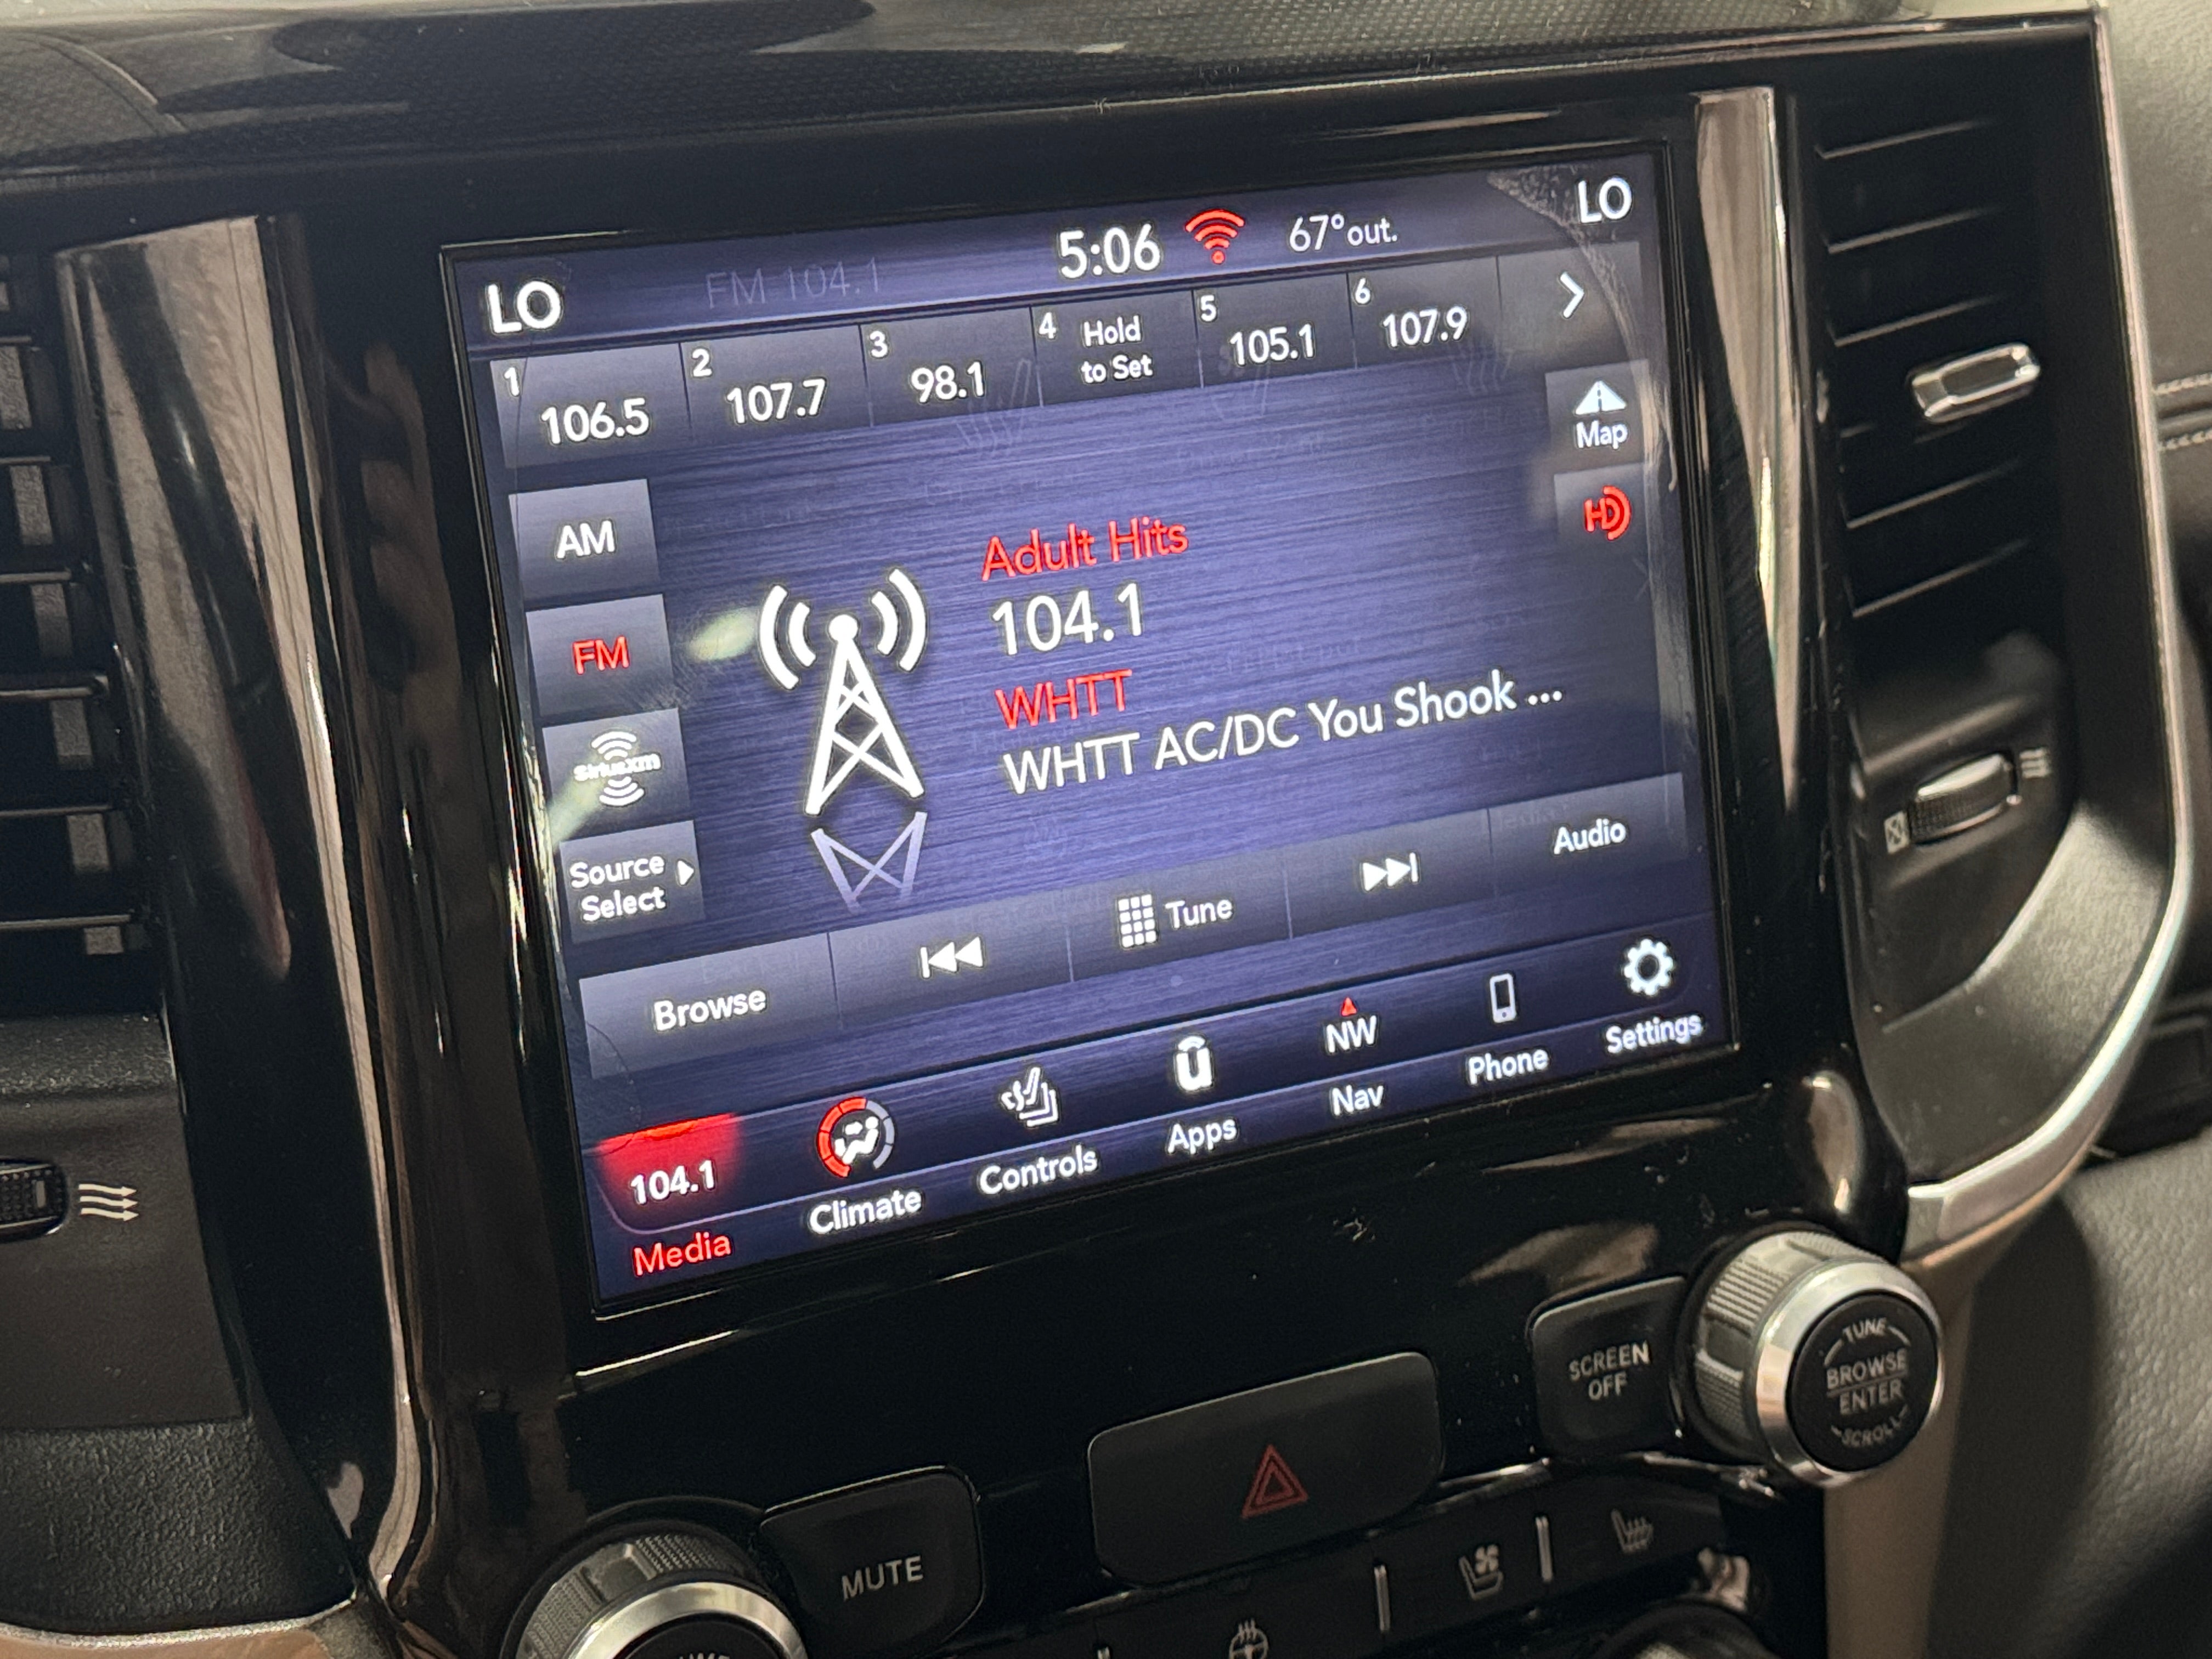 LO
5:06
67° out.
LO
FM 104.1
1
106.5
2
107.7
3
98.1
4
Hold
to Set
5
105.1
6
107.9
Map
HD
AM
FM
SiriusXM
Source
Select
Adult Hits
104.1
WHTT
WHTT AC/DC You Shook ...
Browse
Tune
Audio
104.1
Media
Climate
Controls
Apps
NW
Nav
Phone
Settings
SCREEN
OFF
TUNE
BROWSE
ENTER
SCROLL
MUTE